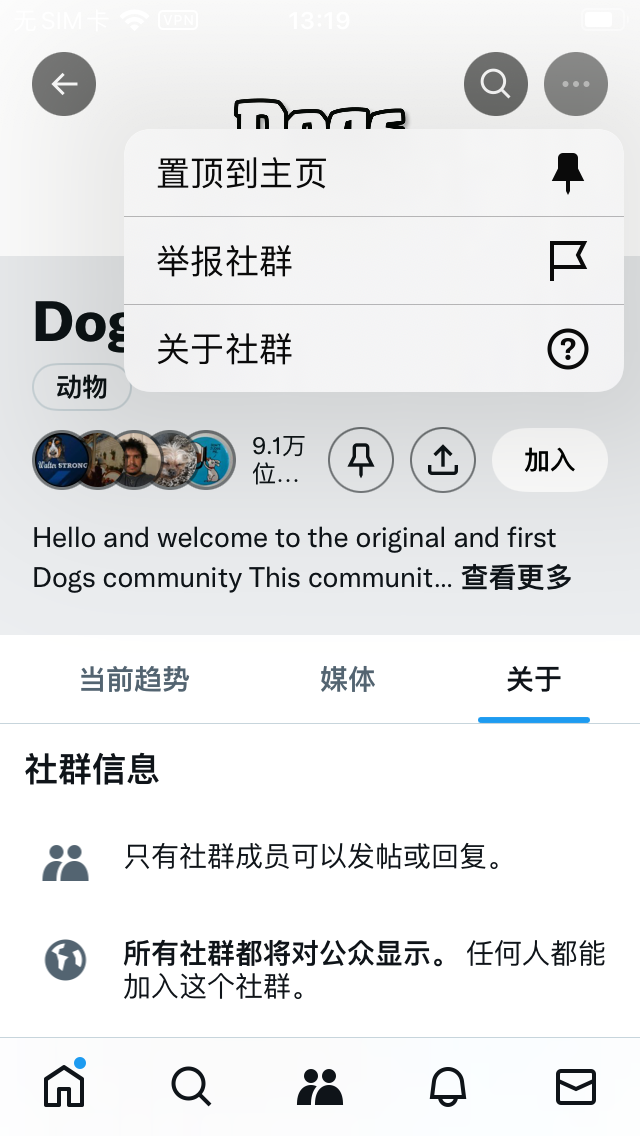 无SIM卡 VPN 13:19
Dogs
置顶到主页
举报社群
关于社群
Dog
动物
Walin STRONG
9.1万
位...
加入
Hello and welcome to the original and first
Dogs community This communit... 查看更多
当前趋势 媒体 关于
社群信息
只有社群成员可以发帖或回复。
所有社群都将对公众显示。 任何人都能
加入这个社群。